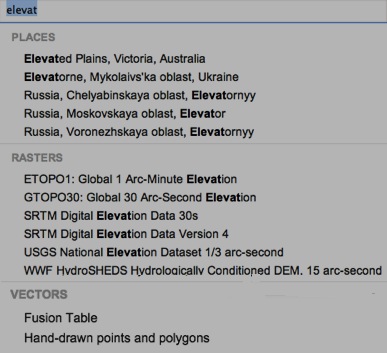 elevat
PLACES
Elevated Plains, Victoria, Australia
Elevatorne, Mykolaivs'ka oblast, Ukraine
Russia, Chelyabinskaya oblast, Elevatornyy
Russia, Moskovskaya oblast, Elevator
Russia, Voronezhskaya oblast, Elevatornyy
RASTERS
ETOPO1: Global 1 Arc-Minute Elevation
GTOPO30: Global 30 Arc-Second Elevation
SRTM Digital Elevation Data 30s
SRTM Digital Elevation Data Version 4
USGS National Elevation Dataset 1/3 arc-second
WWF HydroSHEDS Hydrologically Conditioned DEM, 15 arc-second
VECTORS
Fusion Table
Hand-drawn points and polygons